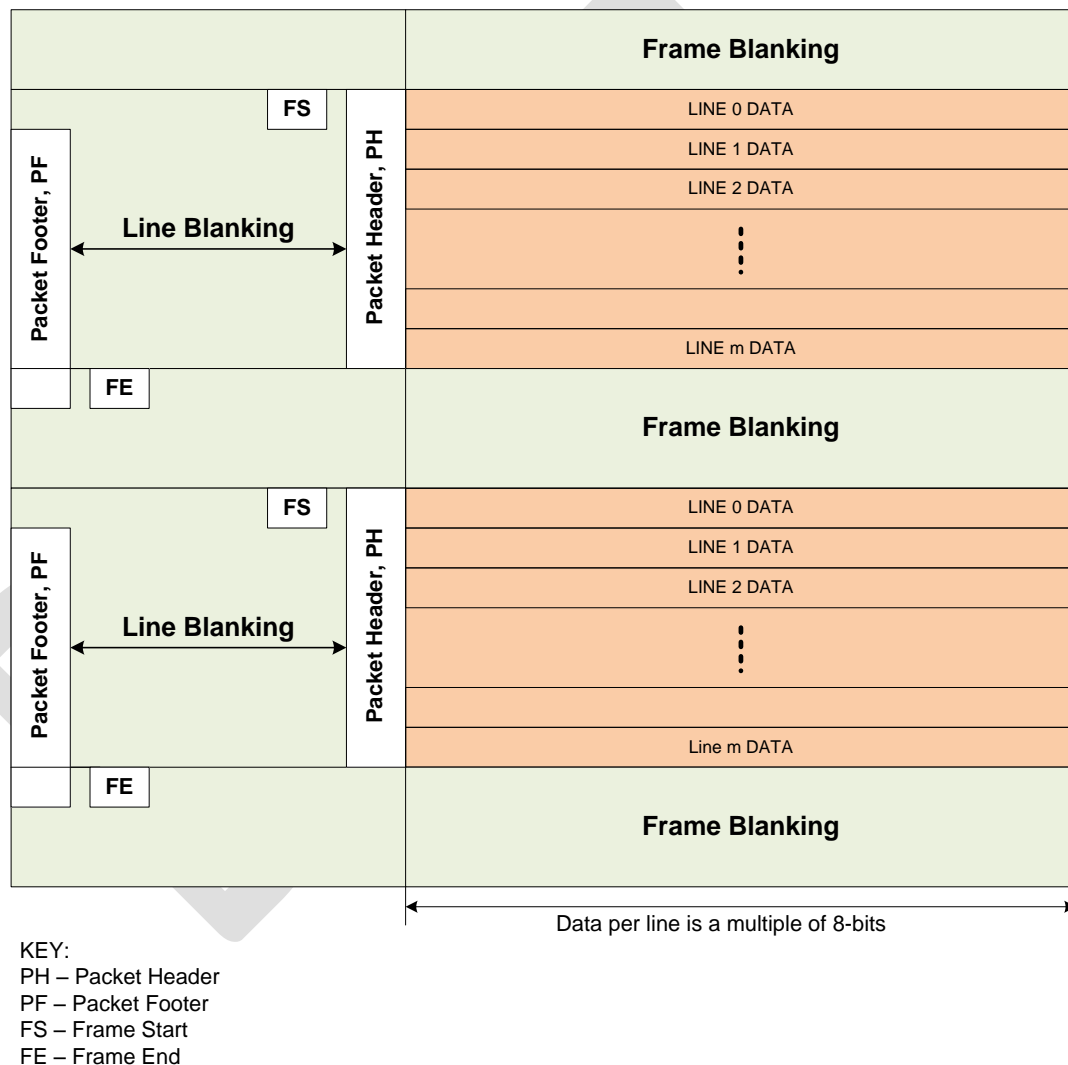 Frame Blanking
FS
LINE 0 DATA
LINE 1 DATA
LINE 2 DATA
Packet Footer, PF
Line Blanking
Packet Header, PH
LINE m DATA
FE
Frame Blanking
FS
LINE 0 DATA
LINE 1 DATA
LINE 2 DATA
Packet Footer, PF
Line Blanking
Packet Header, PH
Line m DATA
FE
Frame Blanking
Data per line is a multiple of 8-bits
KEY:
PH – Packet Header
PF – Packet Footer
FS – Frame Start
FE – Frame End